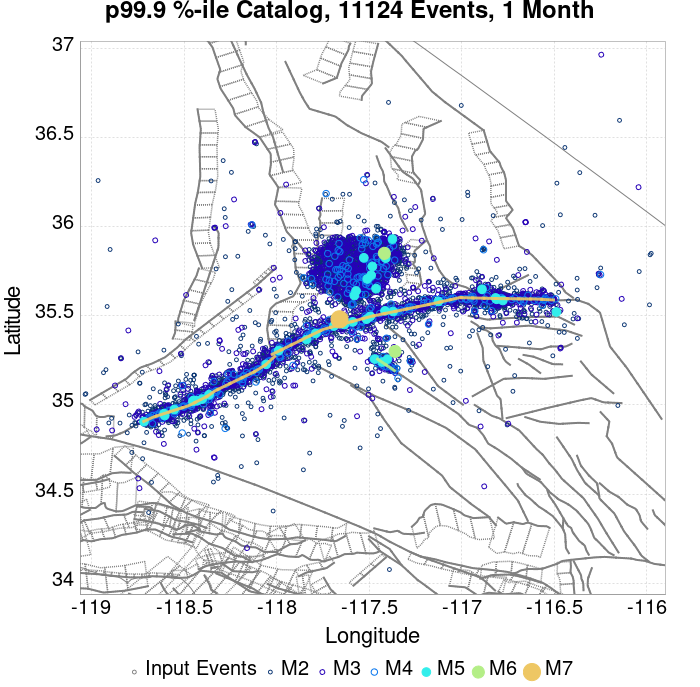 p99.9 %-ile Catalog, 11124 Events, 1 Month
37
36.5
36
35.5
35
34.5
34
Latitude
-119
-118.5
-118
-117.5
-117
-116.5
-116
Longitude
Input Events
M2
M3
M4
M5
M6
M7